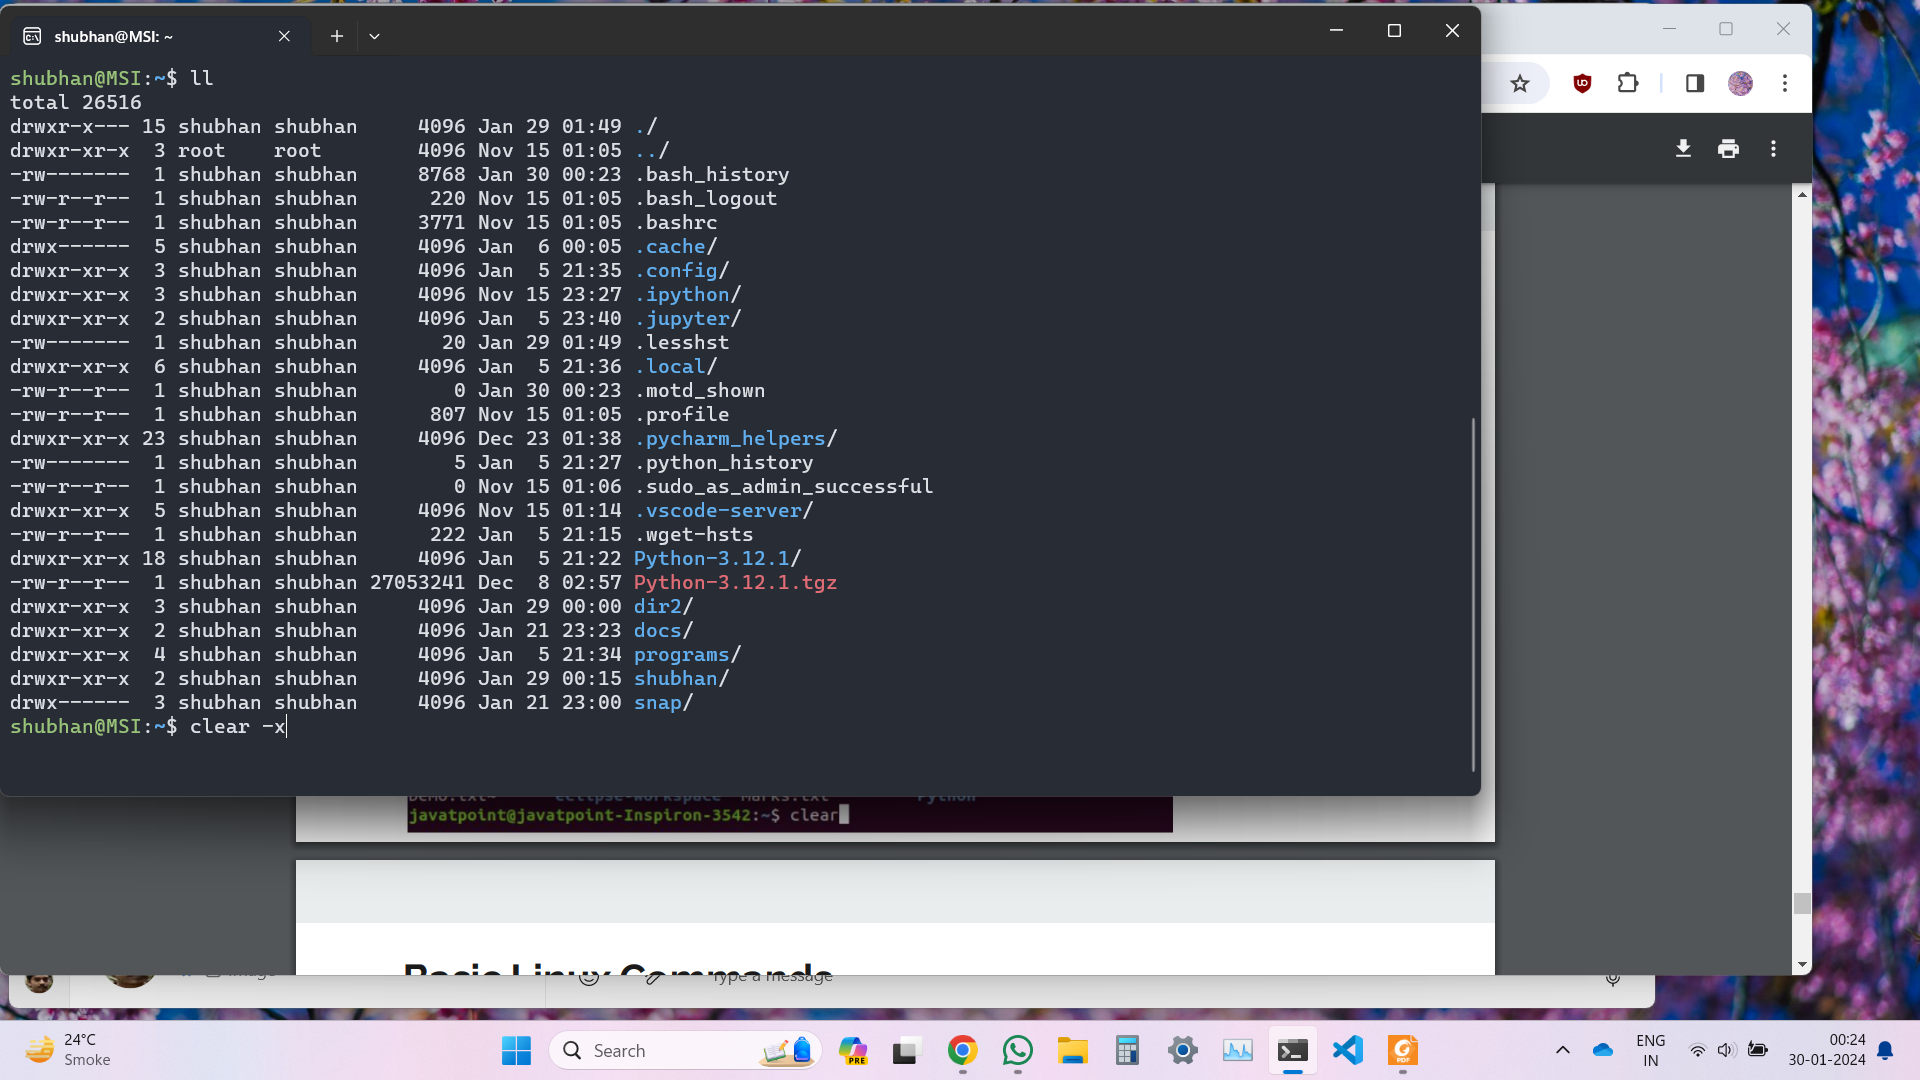 shubhan@MSI: ~
shubhan@MSI:~$ ll
total 26516
drwxr-x--- 15 shubhan shubhan     4096 Jan 29 01:49 ./
drwxr-xr-x  3 root    root        4096 Nov 15 01:05 ../
-rw-------  1 shubhan shubhan     8768 Jan 30 00:23 .bash_history
-rw-r--r--  1 shubhan shubhan      220 Nov 15 01:05 .bash_logout
-rw-r--r--  1 shubhan shubhan     3771 Nov 15 01:05 .bashrc
drwx------  5 shubhan shubhan     4096 Jan  6 00:05 .cache/
drwxr-xr-x  3 shubhan shubhan     4096 Jan  5 21:35 .config/
drwxr-xr-x  3 shubhan shubhan     4096 Nov 15 23:27 .ipython/
drwxr-xr-x  2 shubhan shubhan     4096 Jan  5 23:40 .jupyter/
-rw-------  1 shubhan shubhan       20 Jan 29 01:49 .lesshst
drwxr-xr-x  6 shubhan shubhan     4096 Jan  5 21:36 .local/
-rw-r--r--  1 shubhan shubhan        0 Jan 30 00:23 .motd_shown
-rw-r--r--  1 shubhan shubhan      807 Nov 15 01:05 .profile
drwxr-xr-x 23 shubhan shubhan     4096 Dec 23 01:38 .pycharm_helpers/
-rw-------  1 shubhan shubhan        5 Jan  5 21:27 .python_history
-rw-r--r--  1 shubhan shubhan        0 Nov 15 01:06 .sudo_as_admin_successful
drwxr-xr-x  5 shubhan shubhan     4096 Nov 15 01:14 .vscode-server/
-rw-r--r--  1 shubhan shubhan      222 Jan  5 21:15 .wget-hsts
drwxr-xr-x 18 shubhan shubhan     4096 Jan  5 21:22 Python-3.12.1/
-rw-r--r--  1 shubhan shubhan 27053241 Dec  8 02:57 Python-3.12.1.tgz
drwxr-xr-x  3 shubhan shubhan     4096 Jan 29 00:00 dir2/
drwxr-xr-x  2 shubhan shubhan     4096 Jan 21 23:23 docs/
drwxr-xr-x  4 shubhan shubhan     4096 Jan  5 21:34 programs/
drwxr-xr-x  2 shubhan shubhan     4096 Jan 29 00:15 shubhan/
drwx------  3 shubhan shubhan     4096 Jan 21 23:00 snap/
shubhan@MSI:~$ clear -x
Demo.txt~ eclipse-workspace Marks.txt Python
javatpoint@javatpoint-Inspiron-3542:~$ clear
Basic Linux Commands
Image Type a message
24°C
Smoke
Search
PRE
PDF
ENG
IN
00:24
30-01-2024